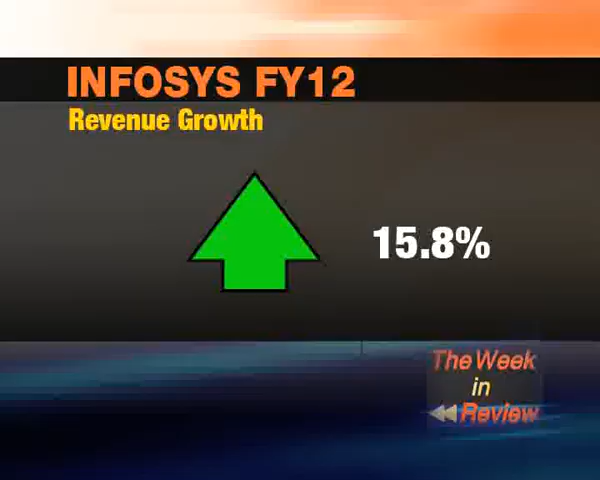 INFOSYS FY12
Revenue Growth
15.8%
The Week
in
Review